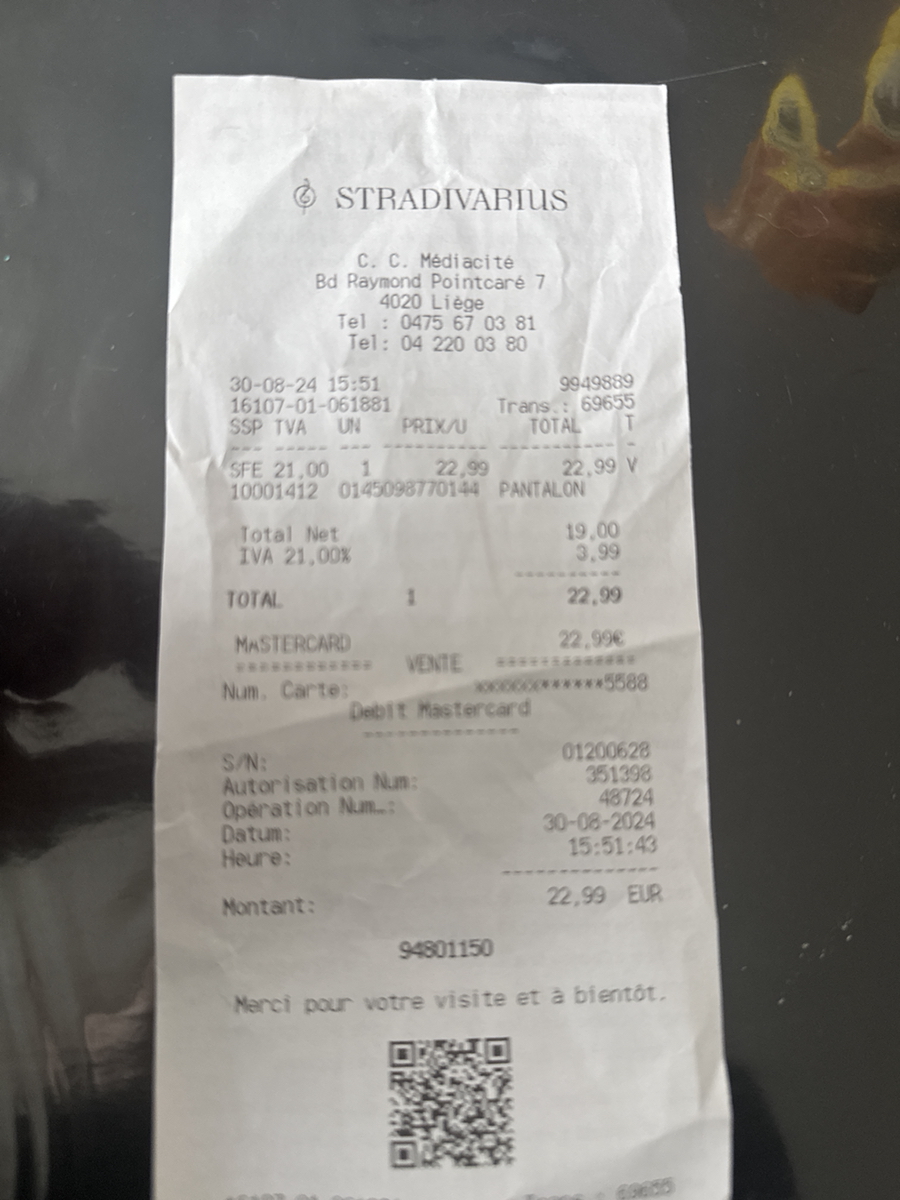 STRADIVARIUS
C. C. Médiacité
Bd Raymond Pointcaré 7
4020 Liège
Tel : 0475 67 03 81
Tel: 04 220 03 80
30-08-24 15:51 9949889
16107-01-061881 Trans.: 69655
SSP TVA UN PRIX/U TOTAL T
--- ----- --- ---------- ----------- -
SFE 21,00 1 22,99 22,99 V
10001412 0145098770144 PANTALON
Total Net 19,00
IVA 21,00% 3,99
----------
TOTAL 1 22,99
MASTERCARD 22,99€
============ VENTE ============
Num. Carte: ************5588
Debit Mastercard
--------------
S/N: 01200628
Autorisation Num: 351398
Opération Num.…: 48724
Datum: 30-08-2024
Heure: 15:51:43
--------------
Montant: 22,99 EUR
94801150
Merci pour votre visite et à bientôt.
Trans.: 69655